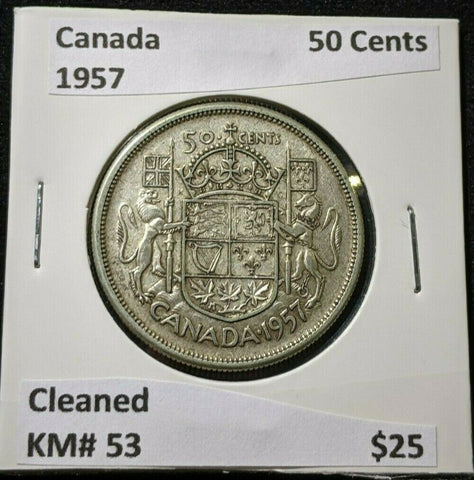 Canada 50 Cents
1957
50 CENTS
CANADA·1957
Cleaned
KM# 53 $25